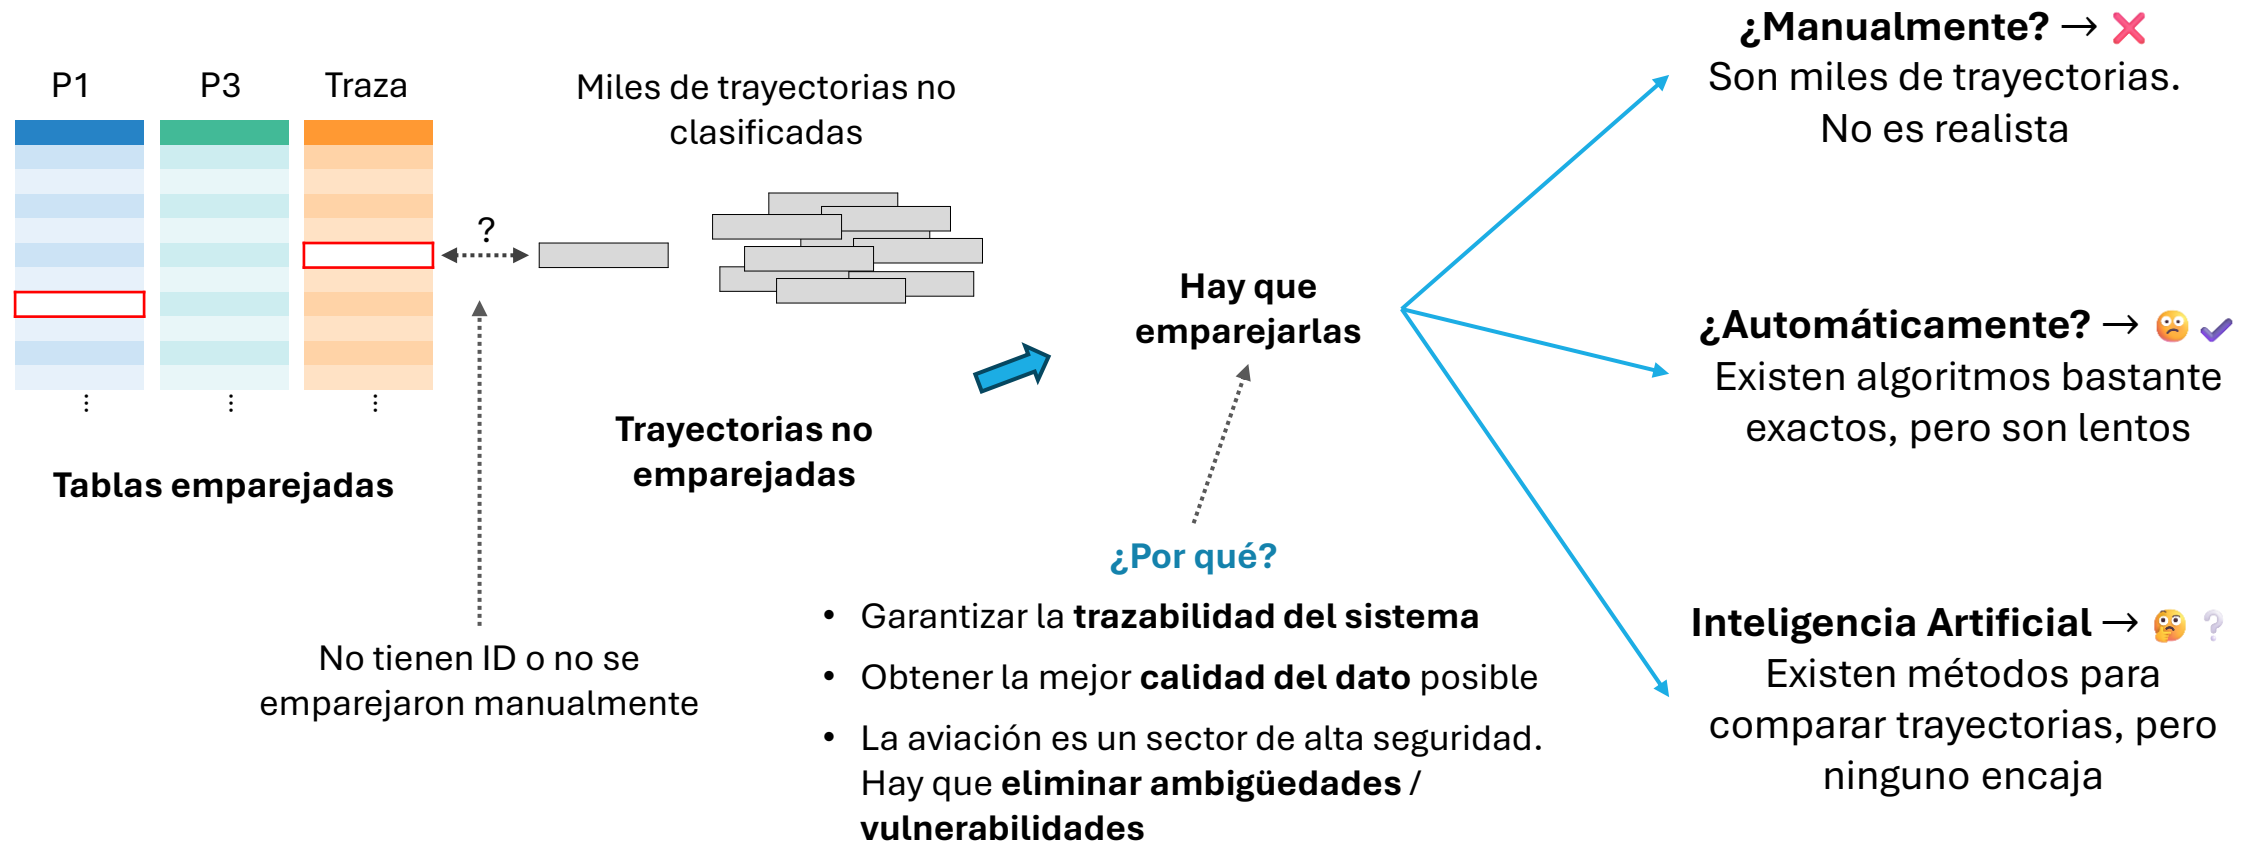 P1
P3
Traza
Tablas emparejadas
?
Miles de trayectorias no
clasificadas
Trayectorias no
emparejadas
No tienen ID o no se
emparejaron manualmente
Hay que
emparejarlas
¿Por qué?
• Garantizar la trazabilidad del sistema
• Obtener la mejor calidad del dato posible
• La aviación es un sector de alta seguridad.
Hay que eliminar ambigüedades /
vulnerabilidades
¿Manualmente? → ❌
Son miles de trayectorias.
No es realista
¿Automáticamente? → 😕 ✔
Existen algoritmos bastante
exactos, pero son lentos
Inteligencia Artificial → 🤔 ❔
Existen métodos para
comparar trayectorias, pero
ninguno encaja